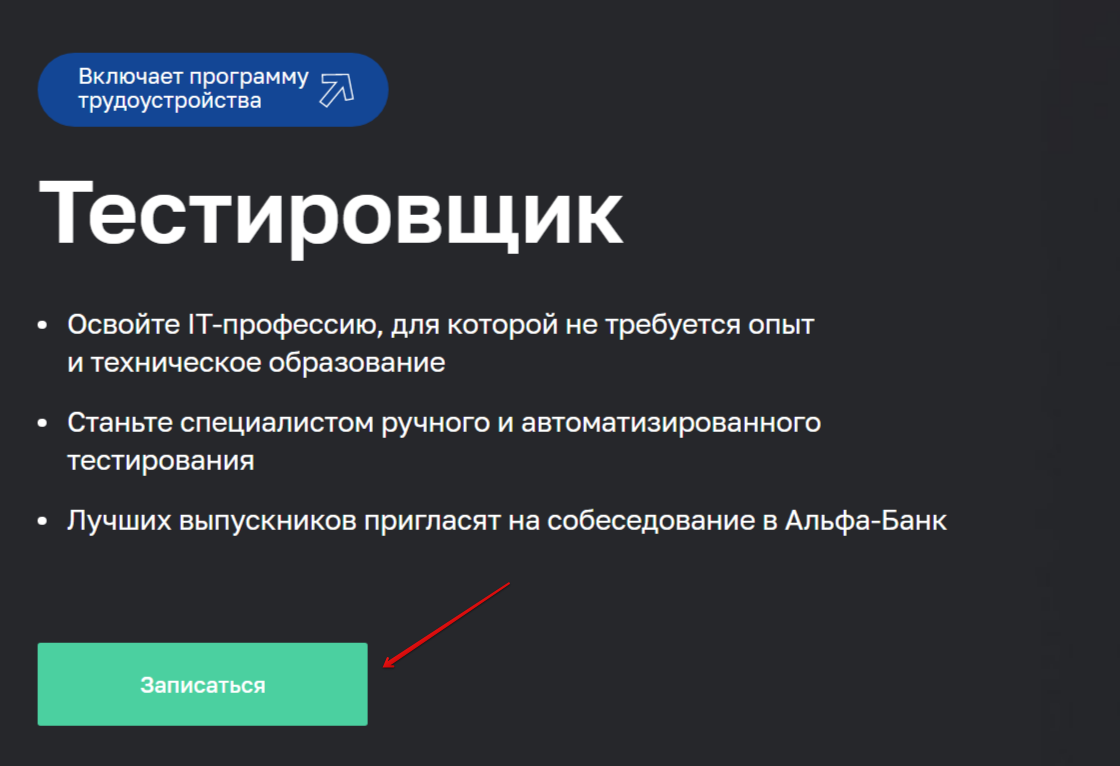 Включает программу
трудоустройства
Тестировщик
• Освойте IT-профессию, для которой не требуется опыт
и техническое образование
• Станьте специалистом ручного и автоматизированного
тестирования
• Лучших выпускников пригласят на собеседование в Альфа-Банк
Записаться